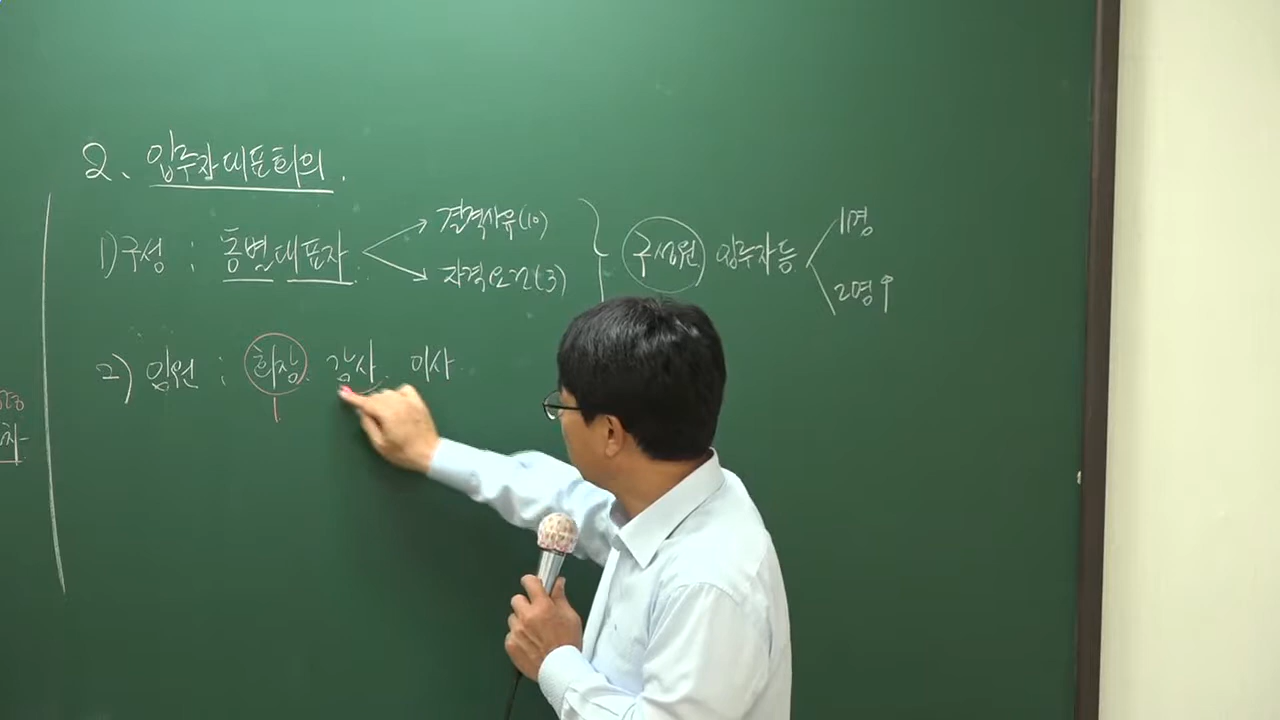 2. 입주자대표회의.
1) 구성 : 동별대표자. 결격사유(10) 자격요건(3) 구성원 입주자등 1명 2명↑
2) 임원 : 회장. 감사. 이사.
1
차